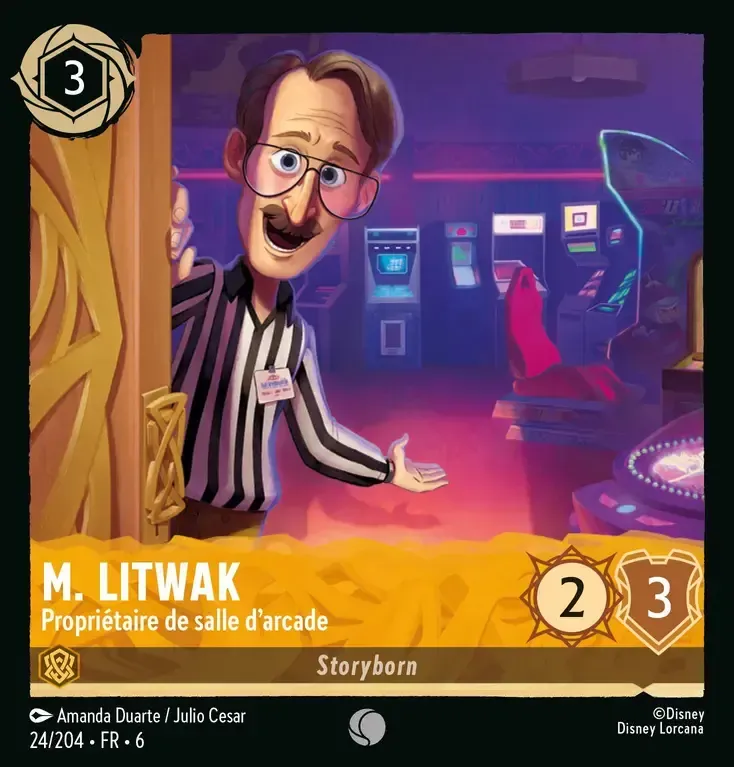 3
M. LITWAK
Propriétaire de salle d'arcade
2
3
Storyborn
Amanda Duarte / Julio Cesar
©Disney
24/204 • FR • 6
Disney Lorcana